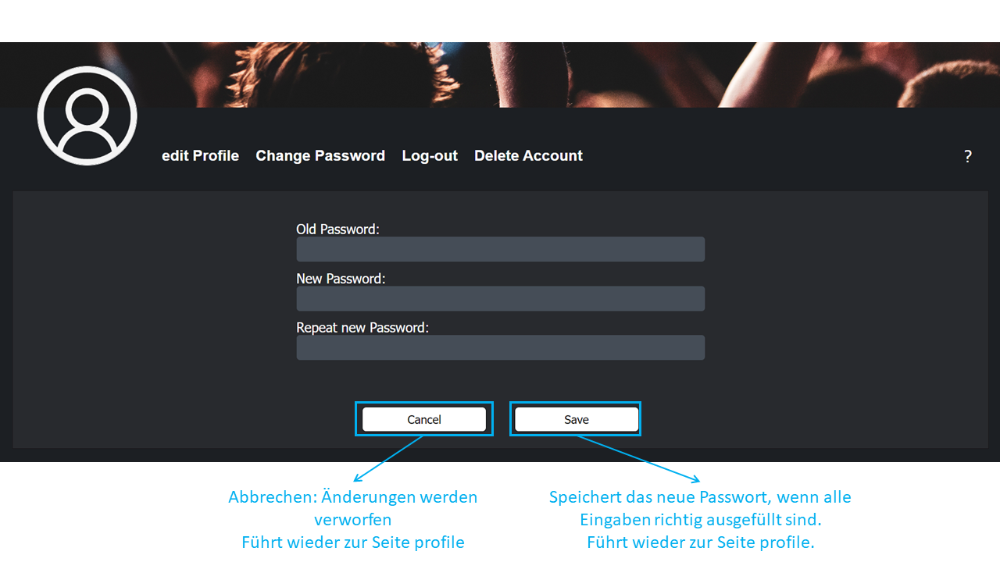 edit Profile Change Password Log-out Delete Account ?
Old Password:
New Password:
Repeat new Password:
Cancel Save
Abbrechen: Änderungen werden
verworfen
Führt wieder zur Seite profile
Speichert das neue Passwort, wenn alle
Eingaben richtig ausgefüllt sind.
Führt wieder zur Seite profile.